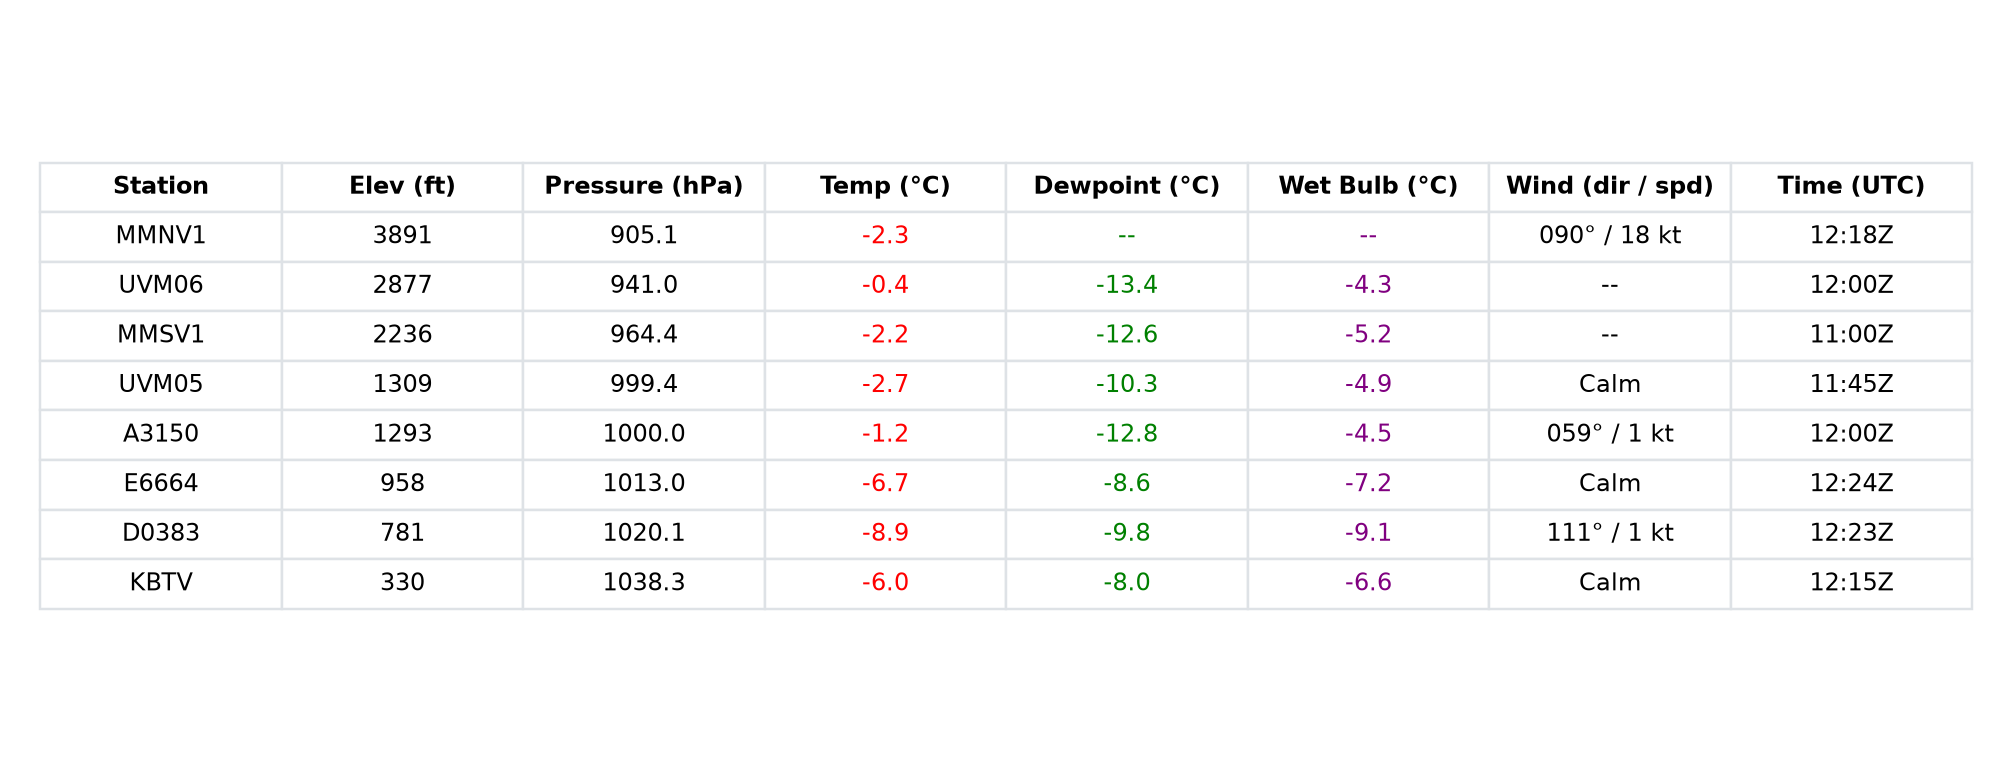 Station Elev (ft) Pressure (hPa) Temp (°C) Dewpoint (°C) Wet Bulb (°C) Wind (dir / spd) Time (UTC)
MMNV1 3891 905.1 -2.3 -- -- 090° / 18 kt 12:18Z
UVM06 2877 941.0 -0.4 -13.4 -4.3 -- 12:00Z
MMSV1 2236 964.4 -2.2 -12.6 -5.2 -- 11:00Z
UVM05 1309 999.4 -2.7 -10.3 -4.9 Calm 11:45Z
A3150 1293 1000.0 -1.2 -12.8 -4.5 059° / 1 kt 12:00Z
E6664 958 1013.0 -6.7 -8.6 -7.2 Calm 12:24Z
D0383 781 1020.1 -8.9 -9.8 -9.1 111° / 1 kt 12:23Z
KBTV 330 1038.3 -6.0 -8.0 -6.6 Calm 12:15Z